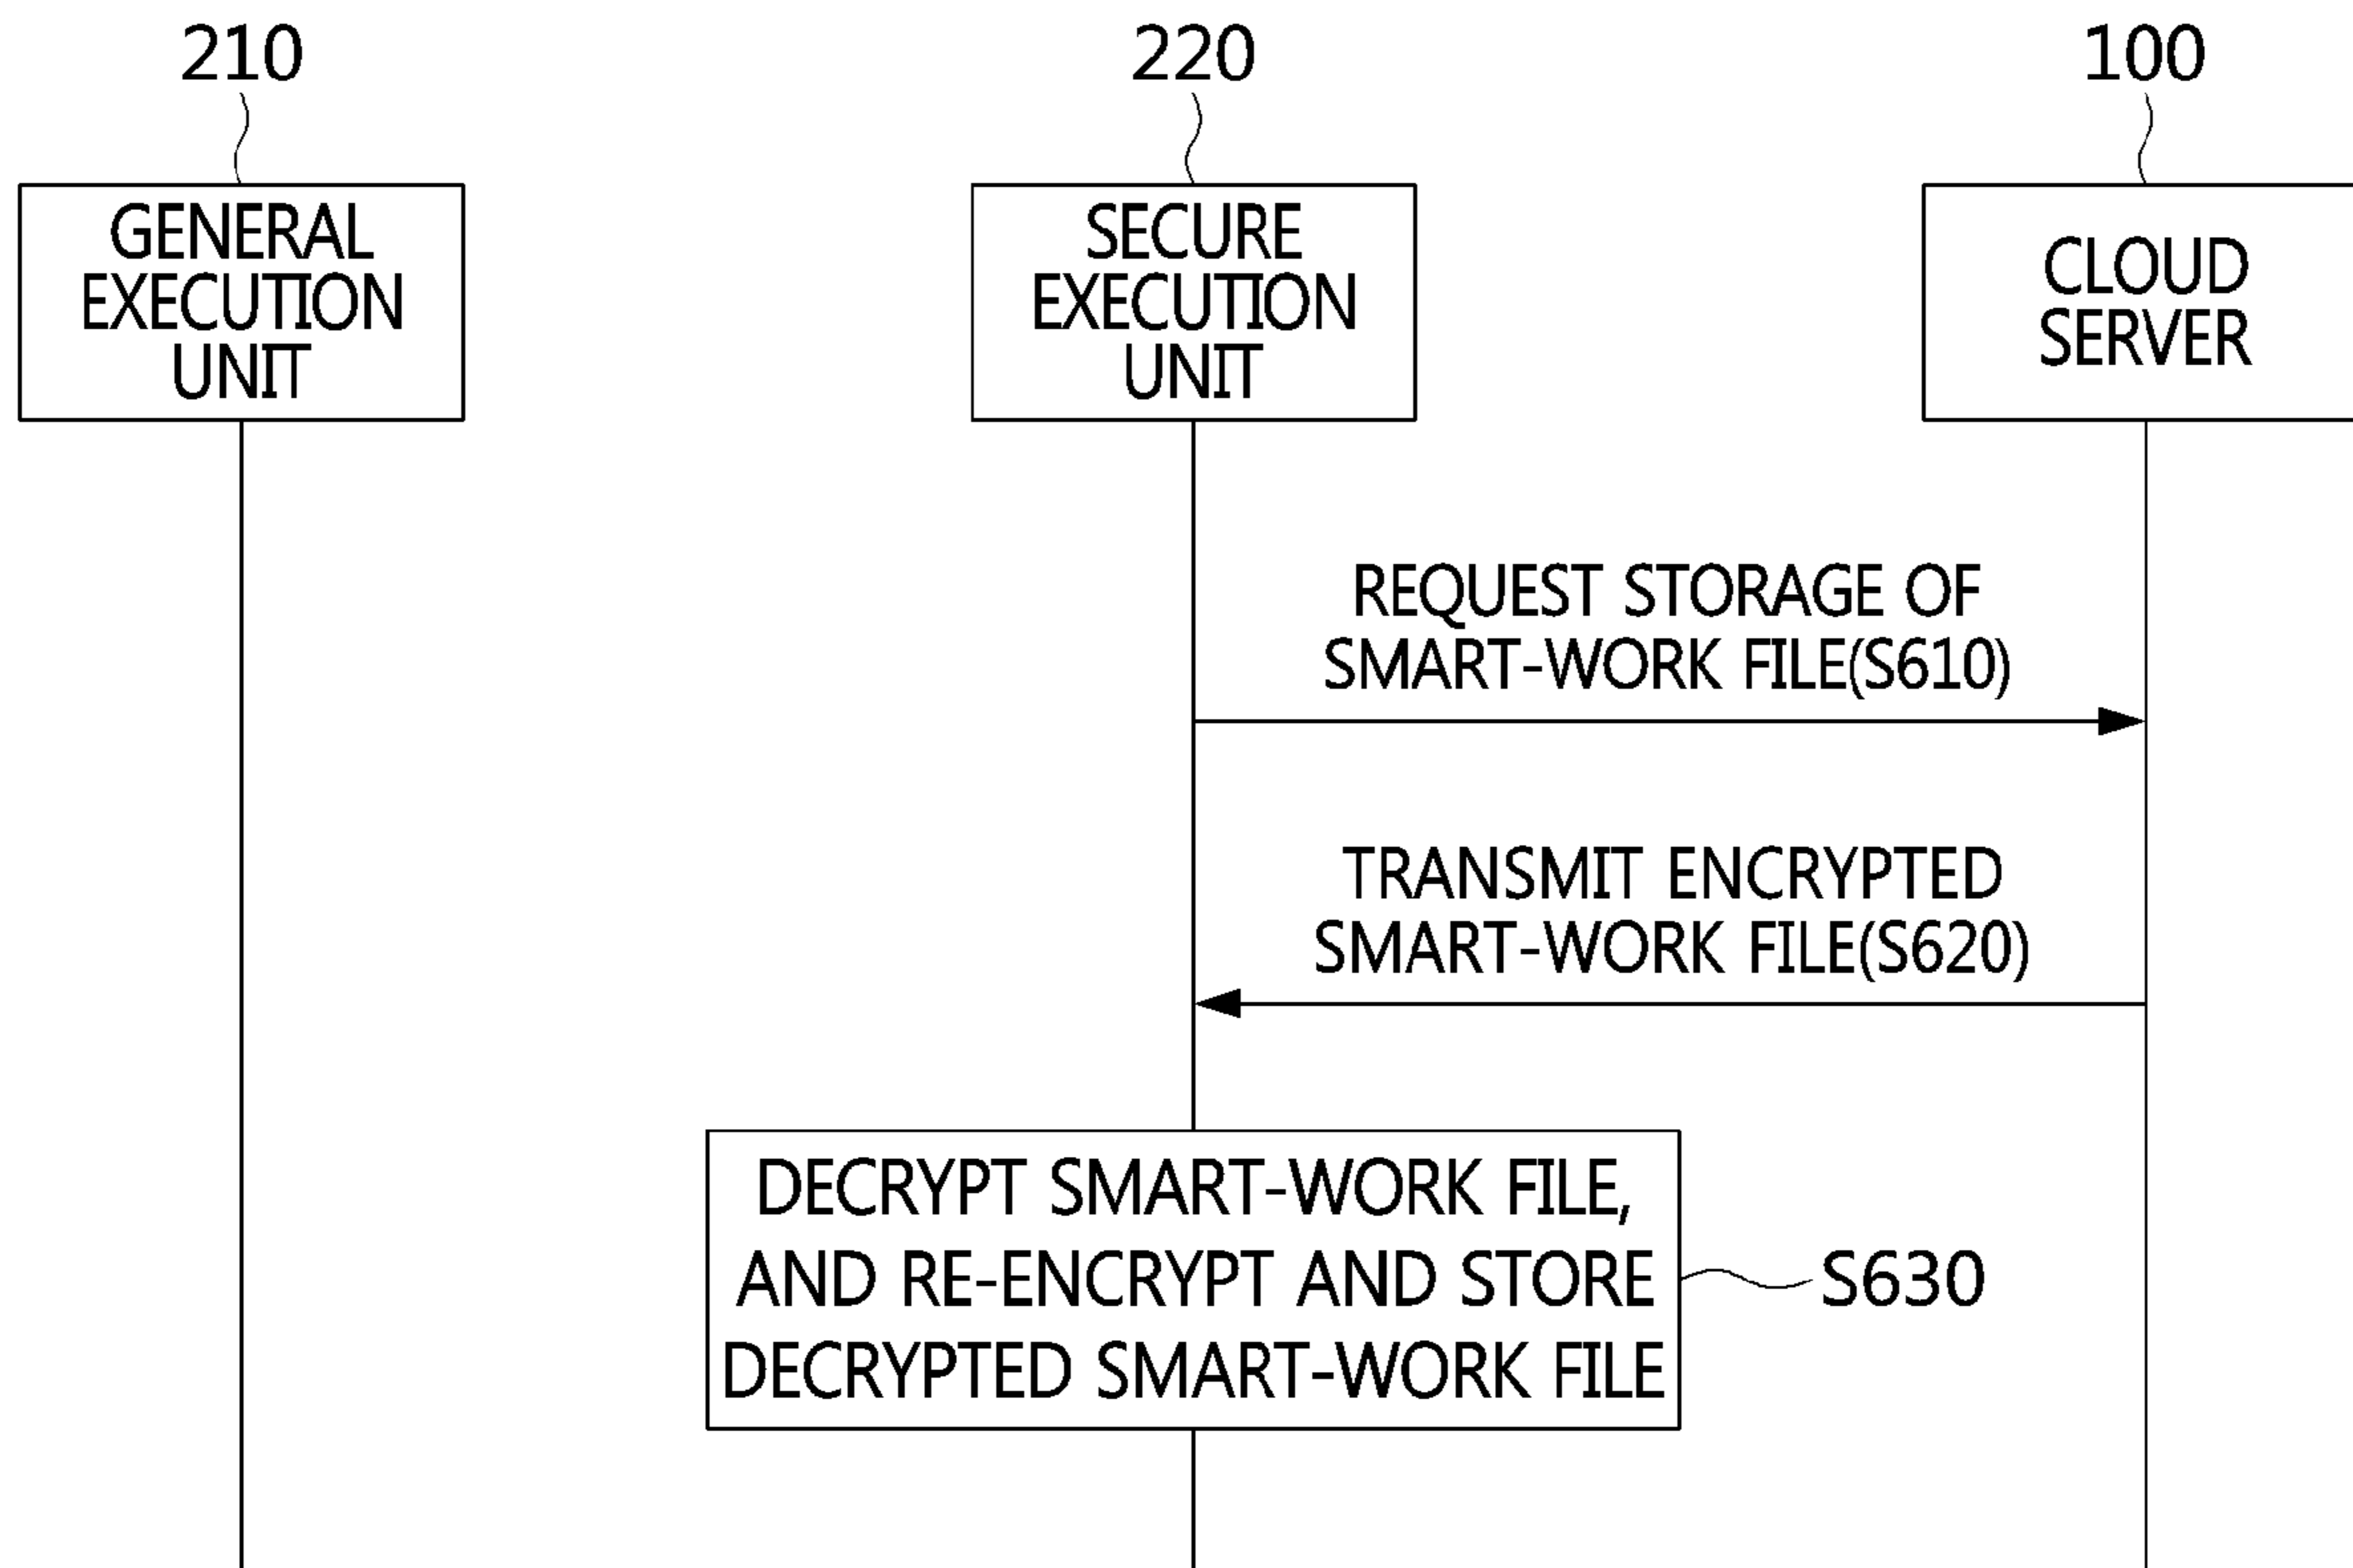 210
220
100
GENERAL
EXECUTION
UNIT
SECURE
EXECUTION
UNIT
CLOUD
SERVER
REQUEST STORAGE OF
SMART-WORK FILE(S610)
TRANSMIT ENCRYPTED
SMART-WORK FILE(S620)
DECRYPT SMART-WORK FILE,
AND RE-ENCRYPT AND STORE
DECRYPTED SMART-WORK FILE
S630